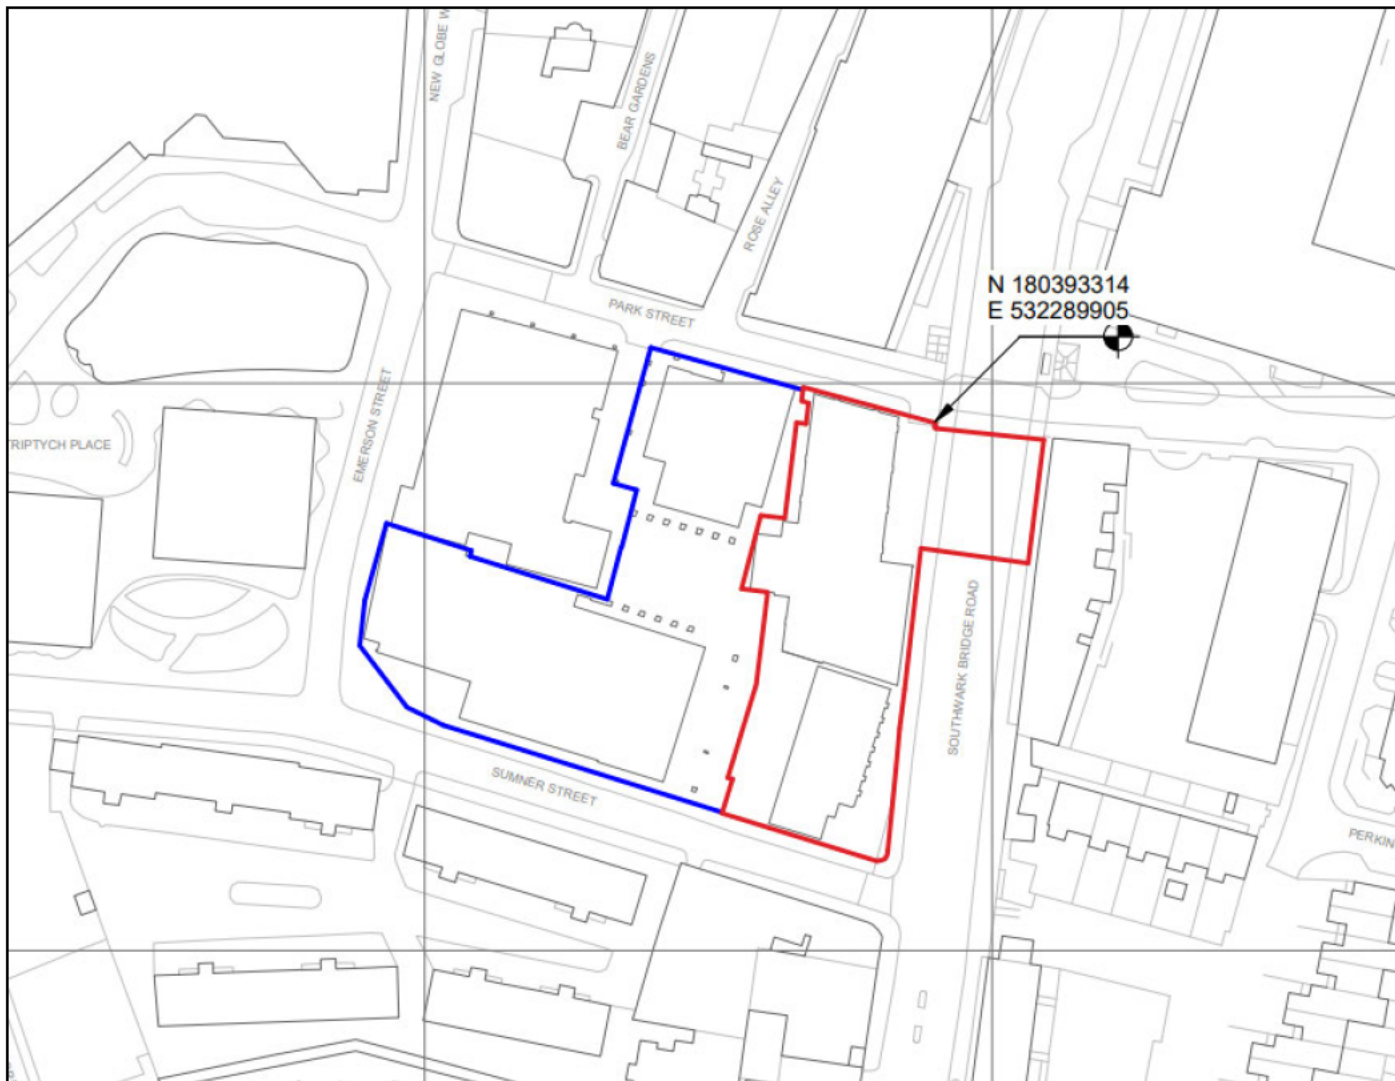 NEW GLOBE W
BEAR GARDENS
ROSE ALLEY
PARK STREET
N 180393314
E 532289905
EMERSON STREET
TRIPTYCH PLACE
SOUTHWARK BRIDGE ROAD
SUMNER STREET
PERKIN